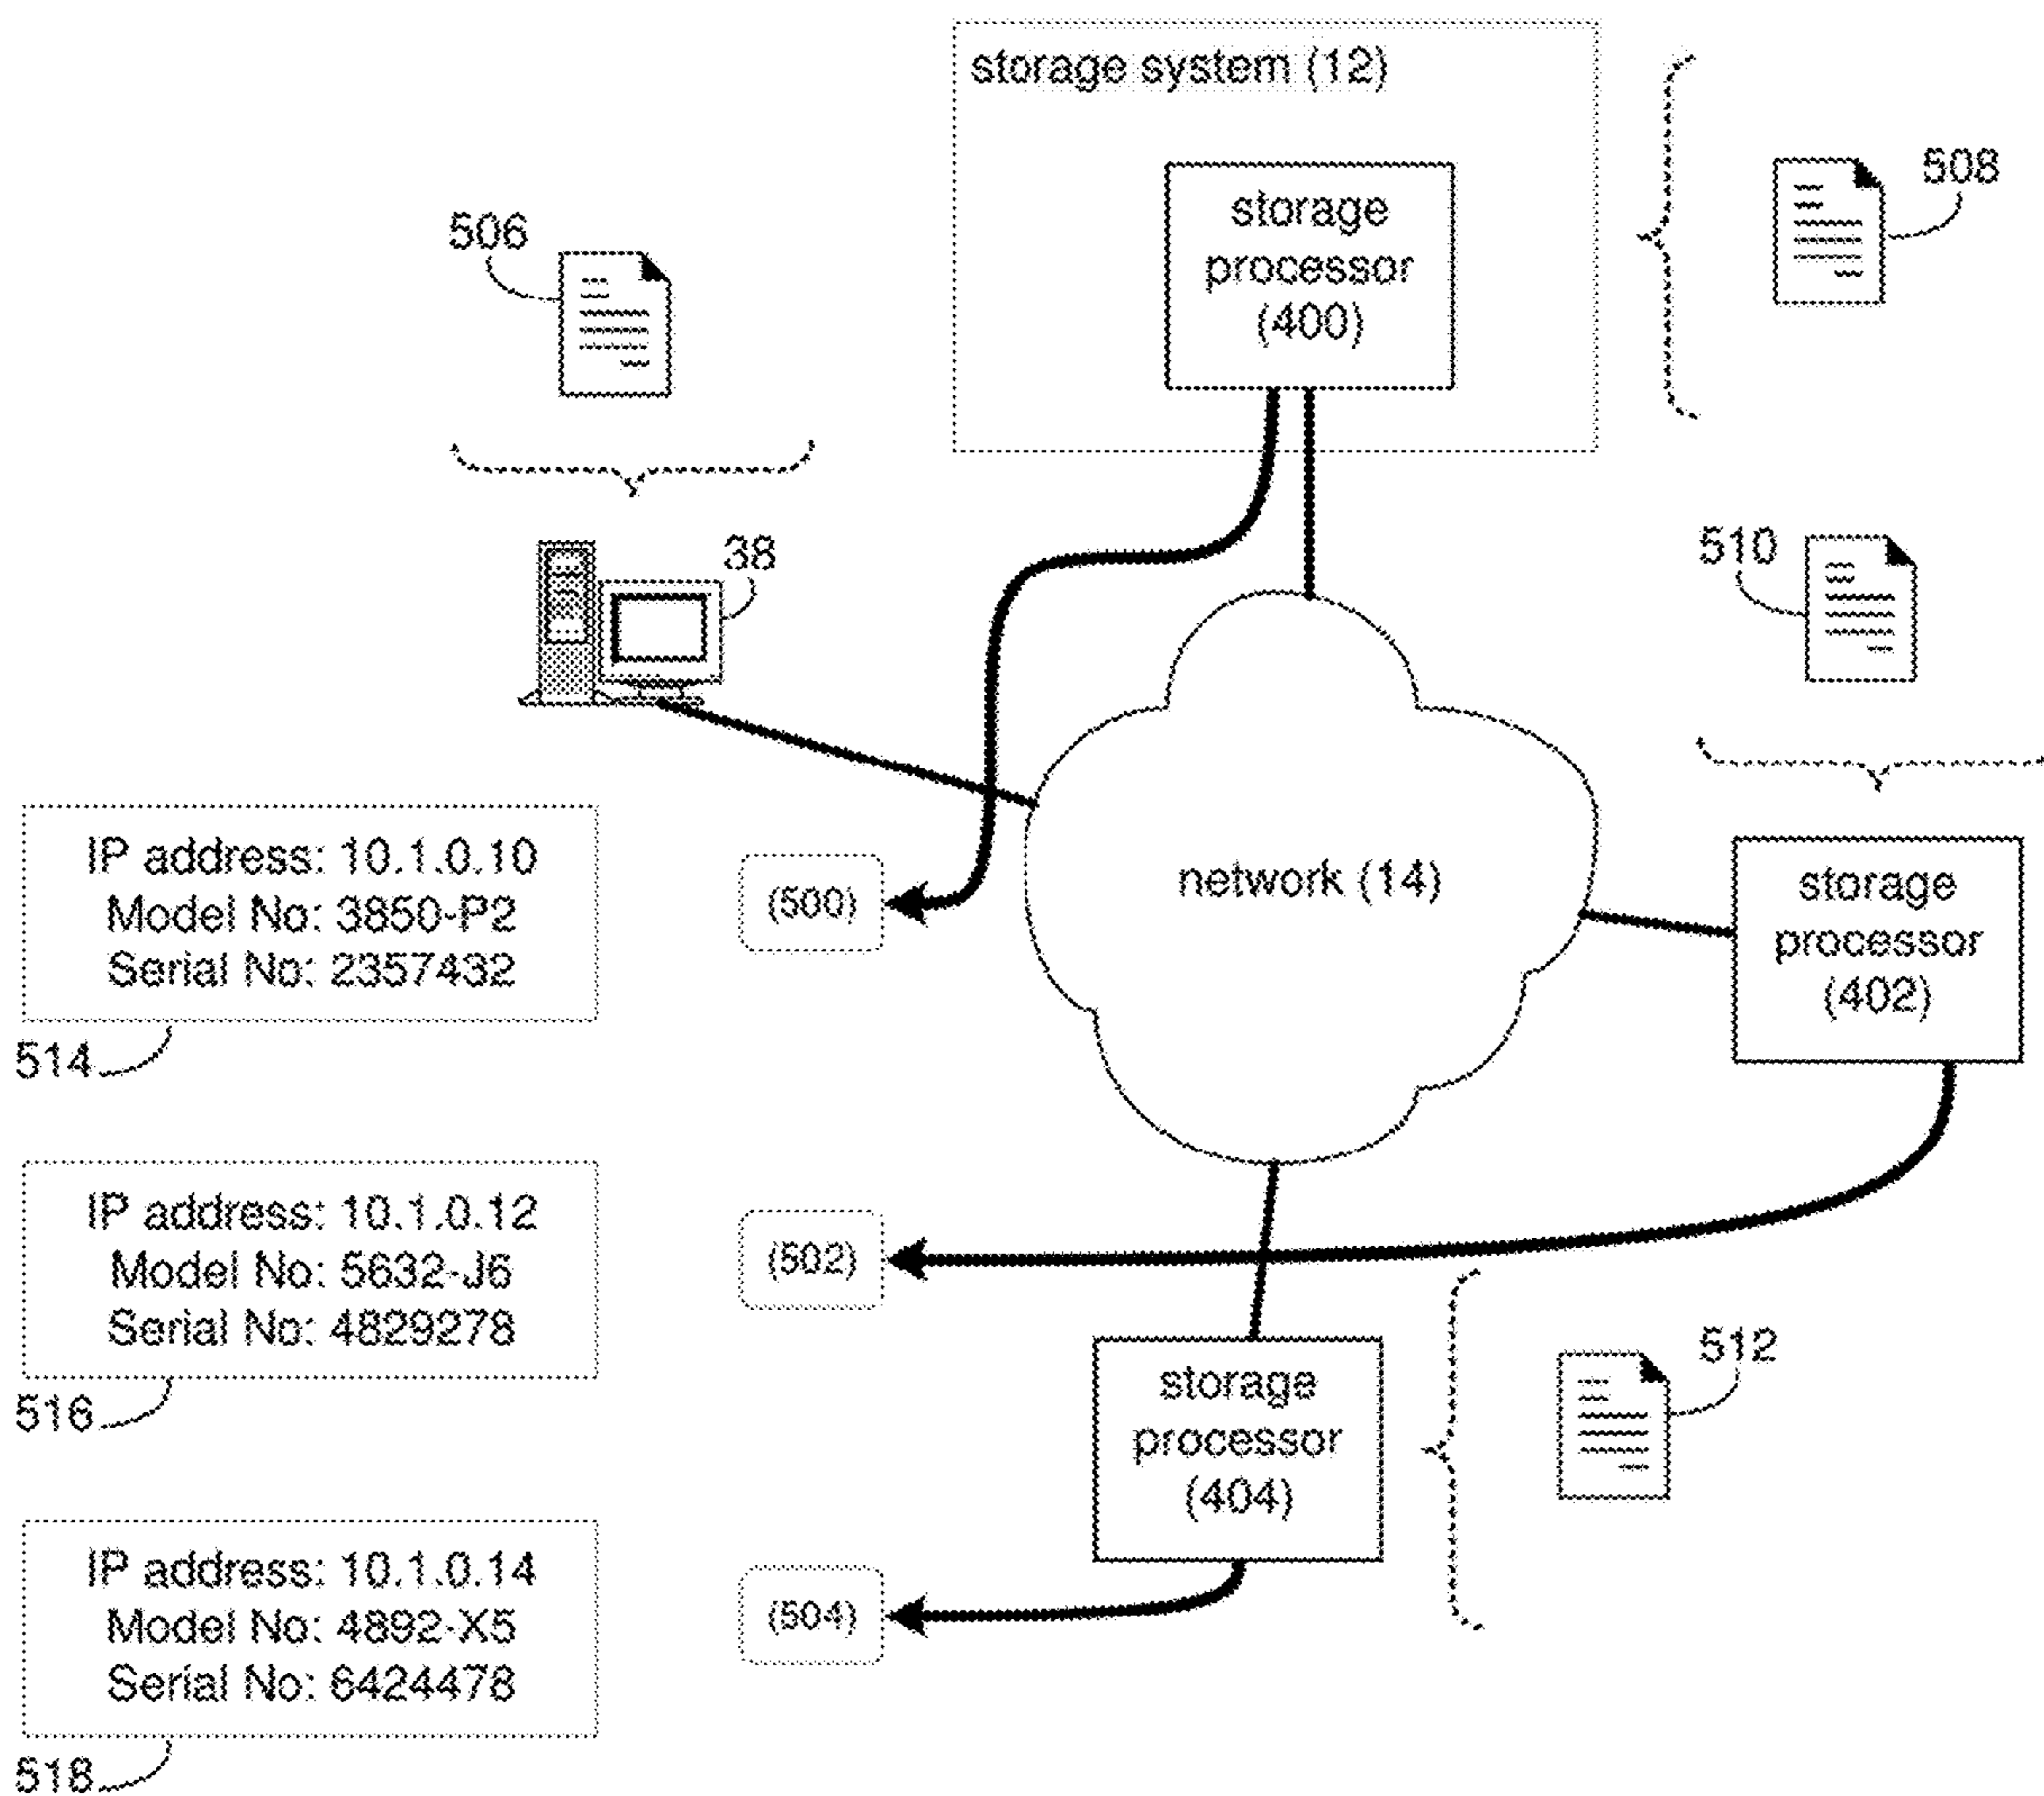 storage system (12)
storage
processor
(400)
508
506
510
38
IP address: 10.1.0.10
Model No: 3850-P2
Serial No: 2357432
514
(500)
network (14)
storage
processor
(402)
IP address: 10.1.0.12
Model No: 5632-J6
Serial No: 4829278
516
(502)
storage
processor
(404)
512
IP address: 10.1.0.14
Model No: 4892-X5
Serial No: 6424478
518
(504)